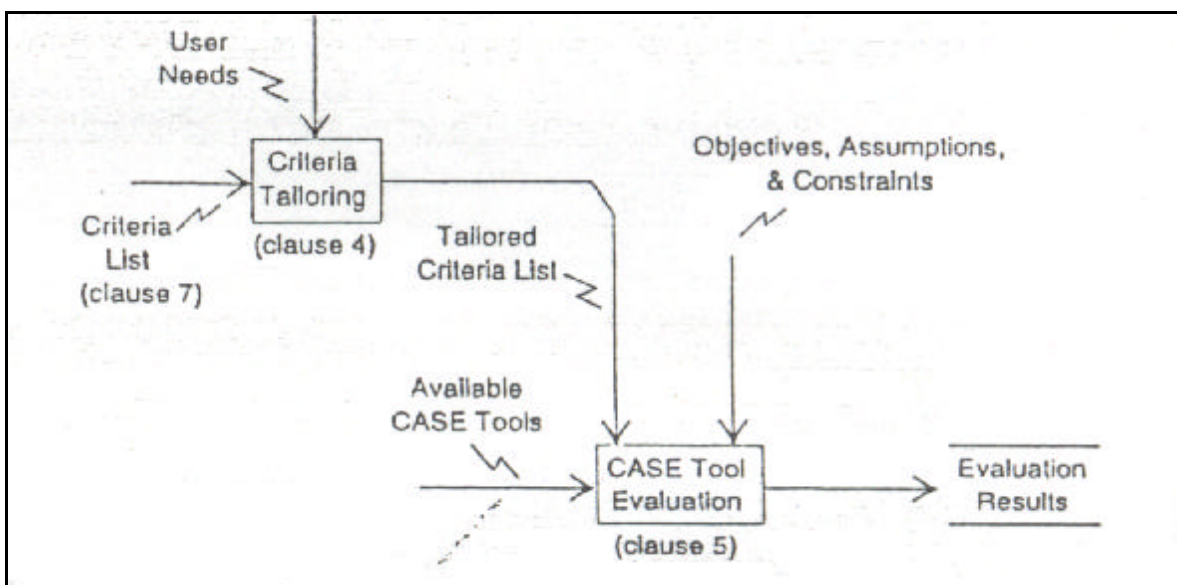 User
Needs
Criteria
Tailoring
(clause 4)
Criteria
List
(clause 7)
Objectives, Assumptions,
& Constraints
Tailored
Criteria List
Available
CASE Tools
CASE Tool
Evaluation
(clause 5)
Evaluation
Results